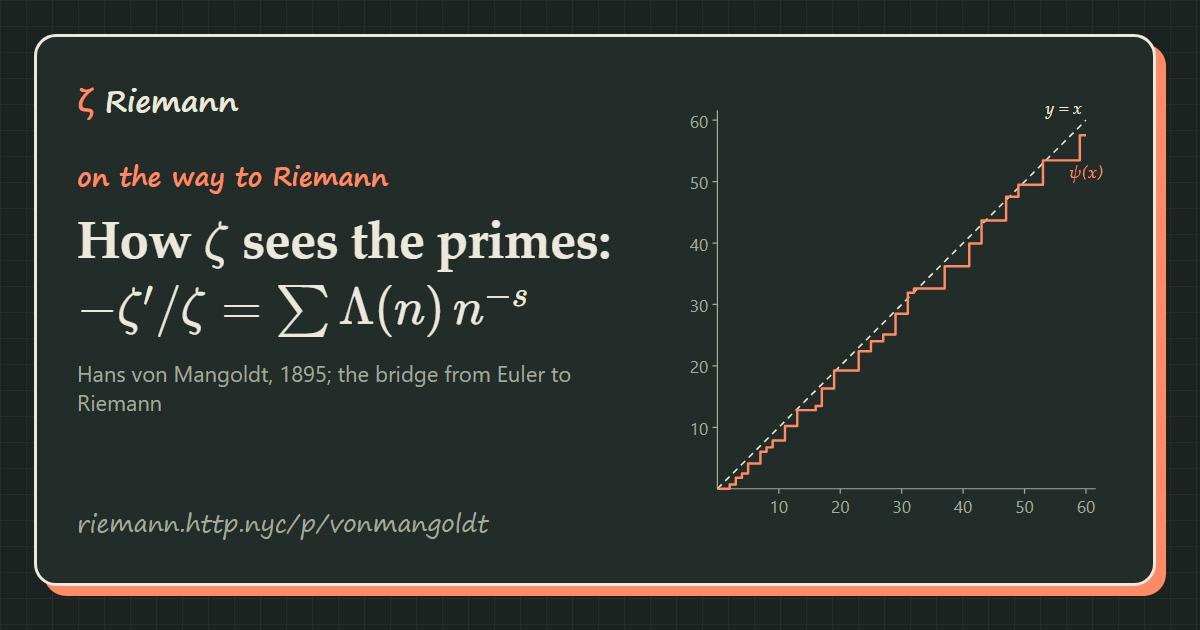 ζ Riemann
on the way to Riemann
How ζ sees the primes:
−ζ′/ζ = ∑ Λ(n) n⁻ˢ
Hans von Mangoldt, 1895; the bridge from Euler to
Riemann
riemann.http.nyc/p/vonmangoldt
y = x
ψ(x)
60
50
40
30
20
10
10 20 30 40 50 60